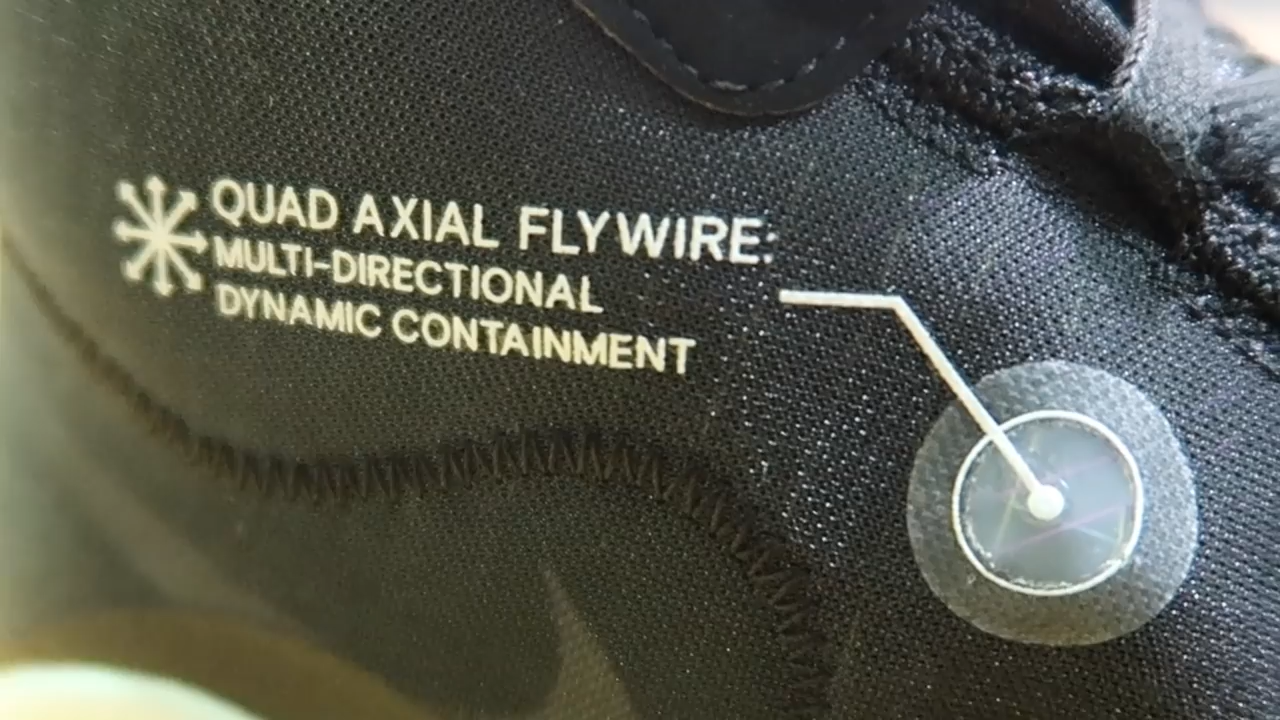 QUAD AXIAL FLYWIRE:
MULTI-DIRECTIONAL
DYNAMIC CONTAINMENT